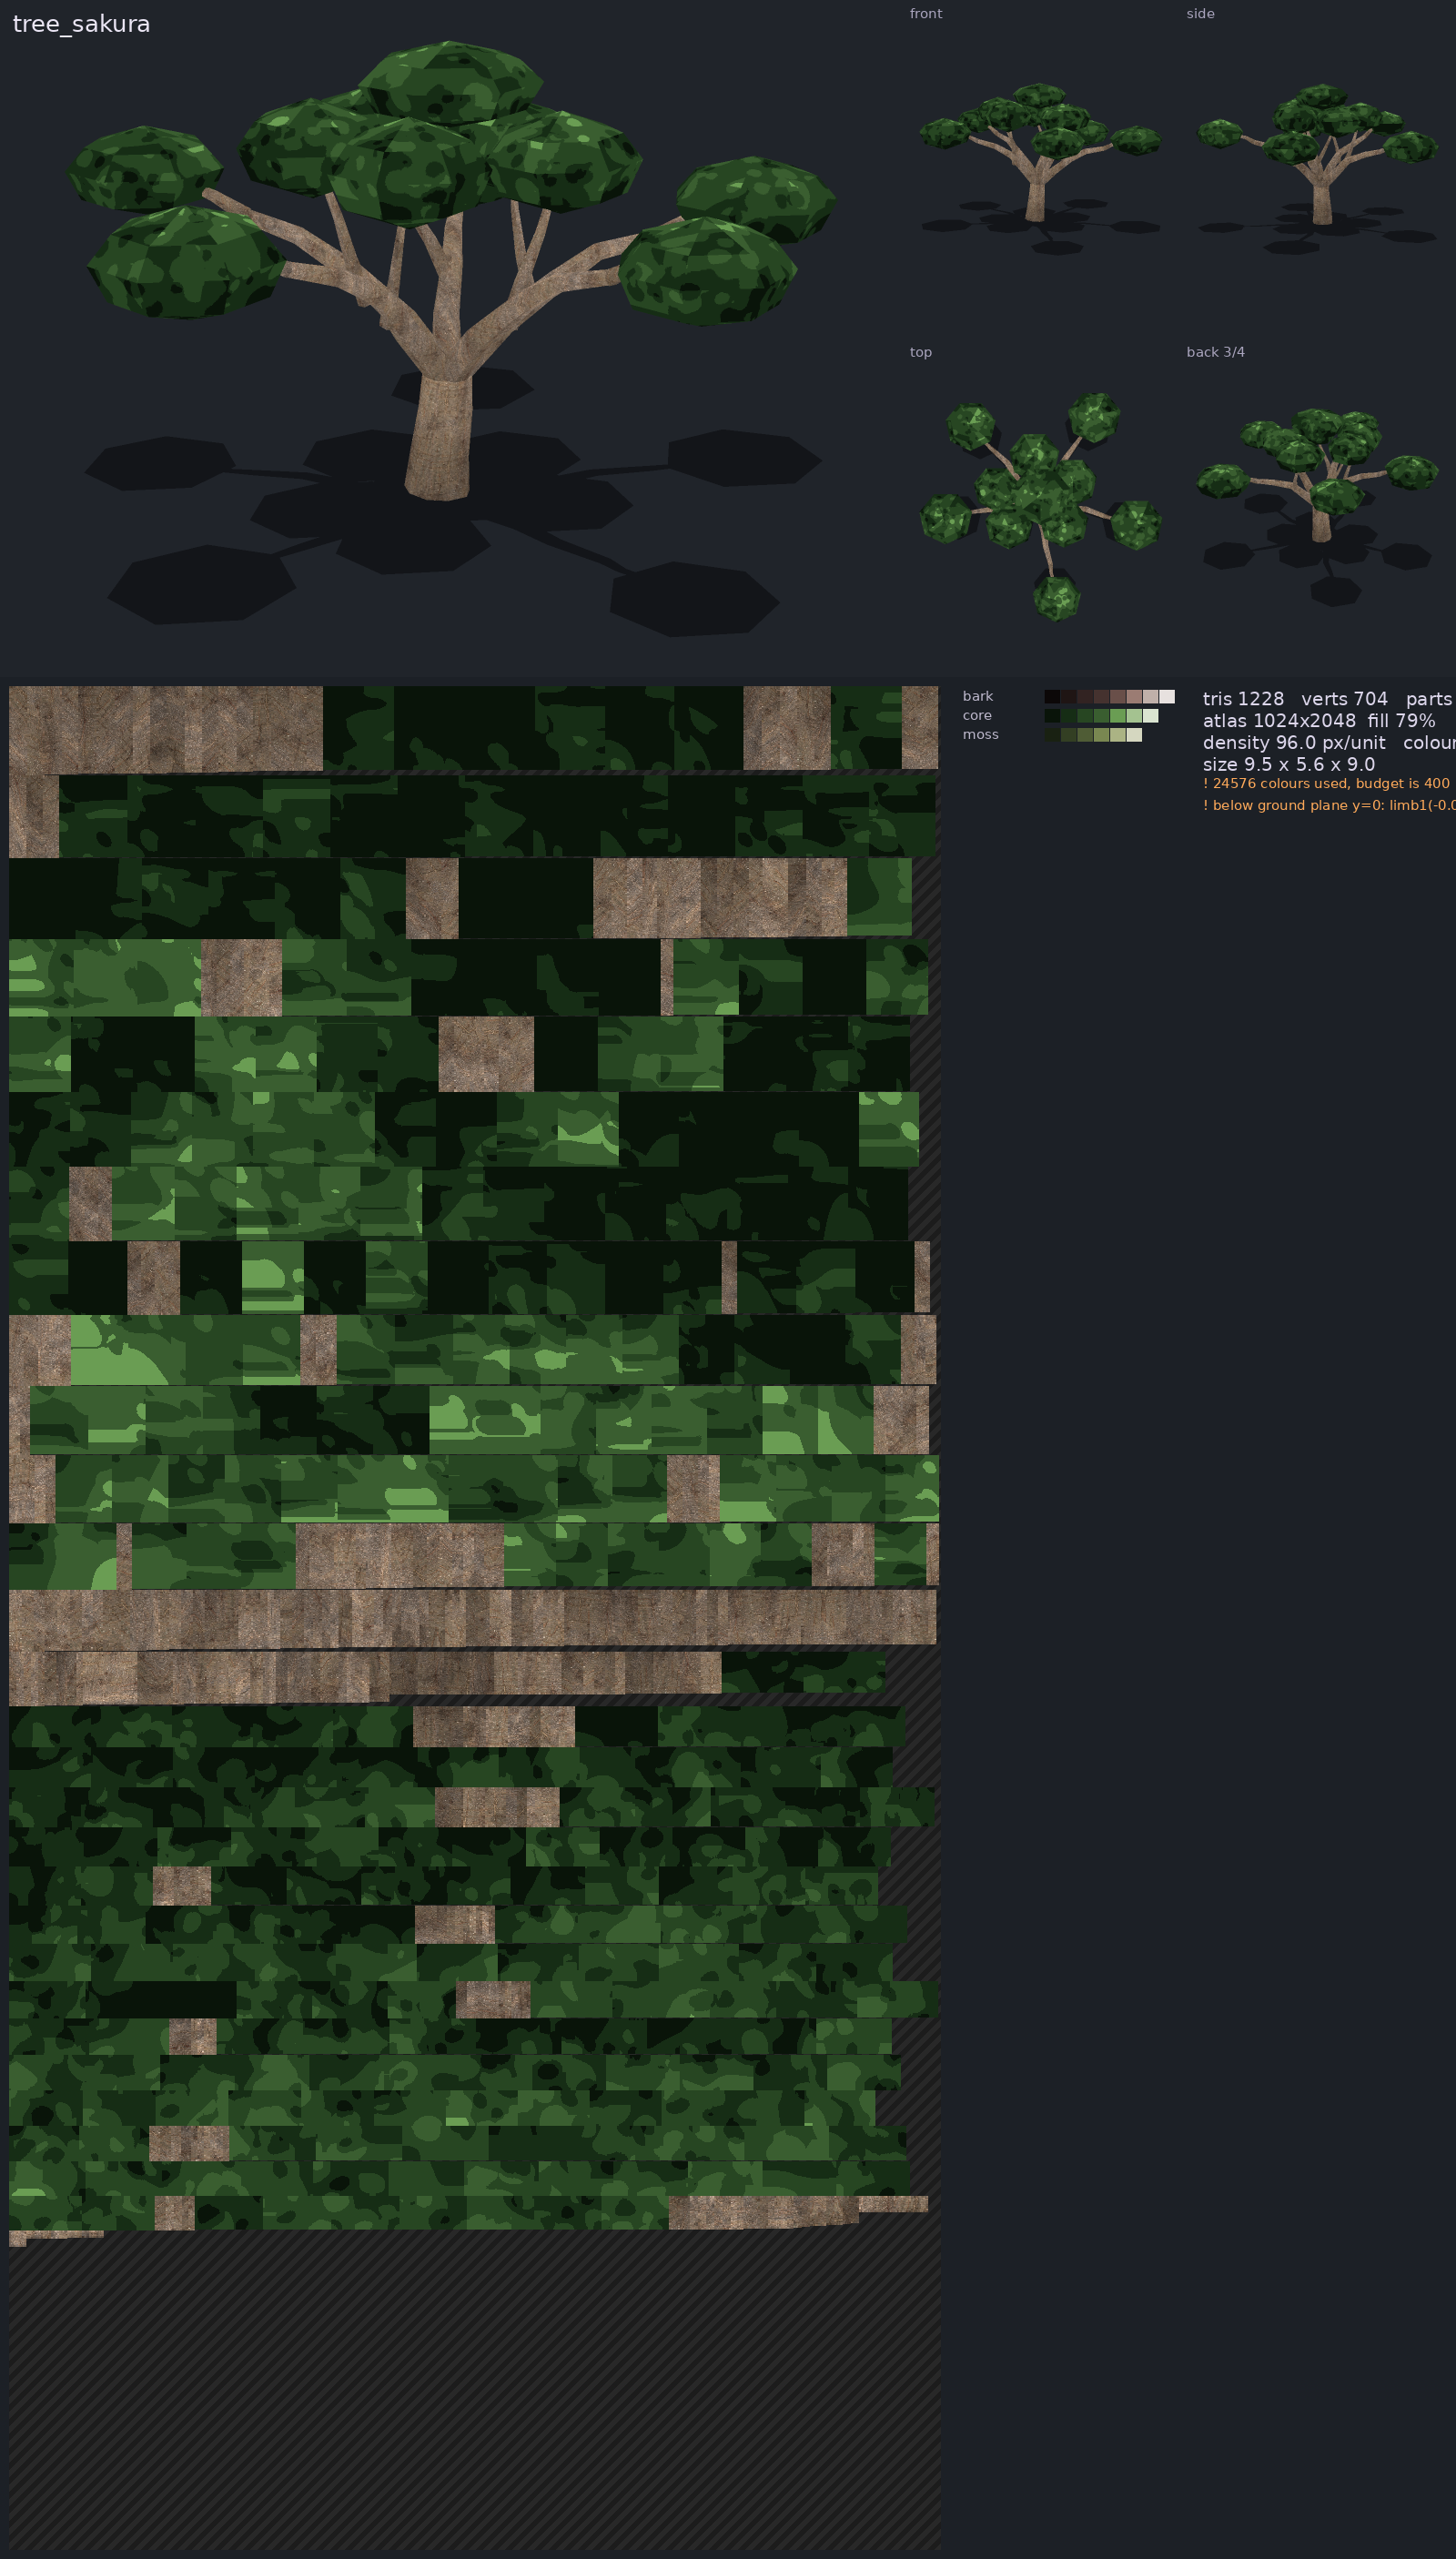 tree_sakura
front
side
top
back 3/4
bark
core
moss
tris 1228 verts 704 parts
atlas 1024x2048 fill 79%
density 96.0 px/unit colou
size 9.5 x 5.6 x 9.0
! 24576 colours used, budget is 400
! below ground plane y=0: limb1(-0.0